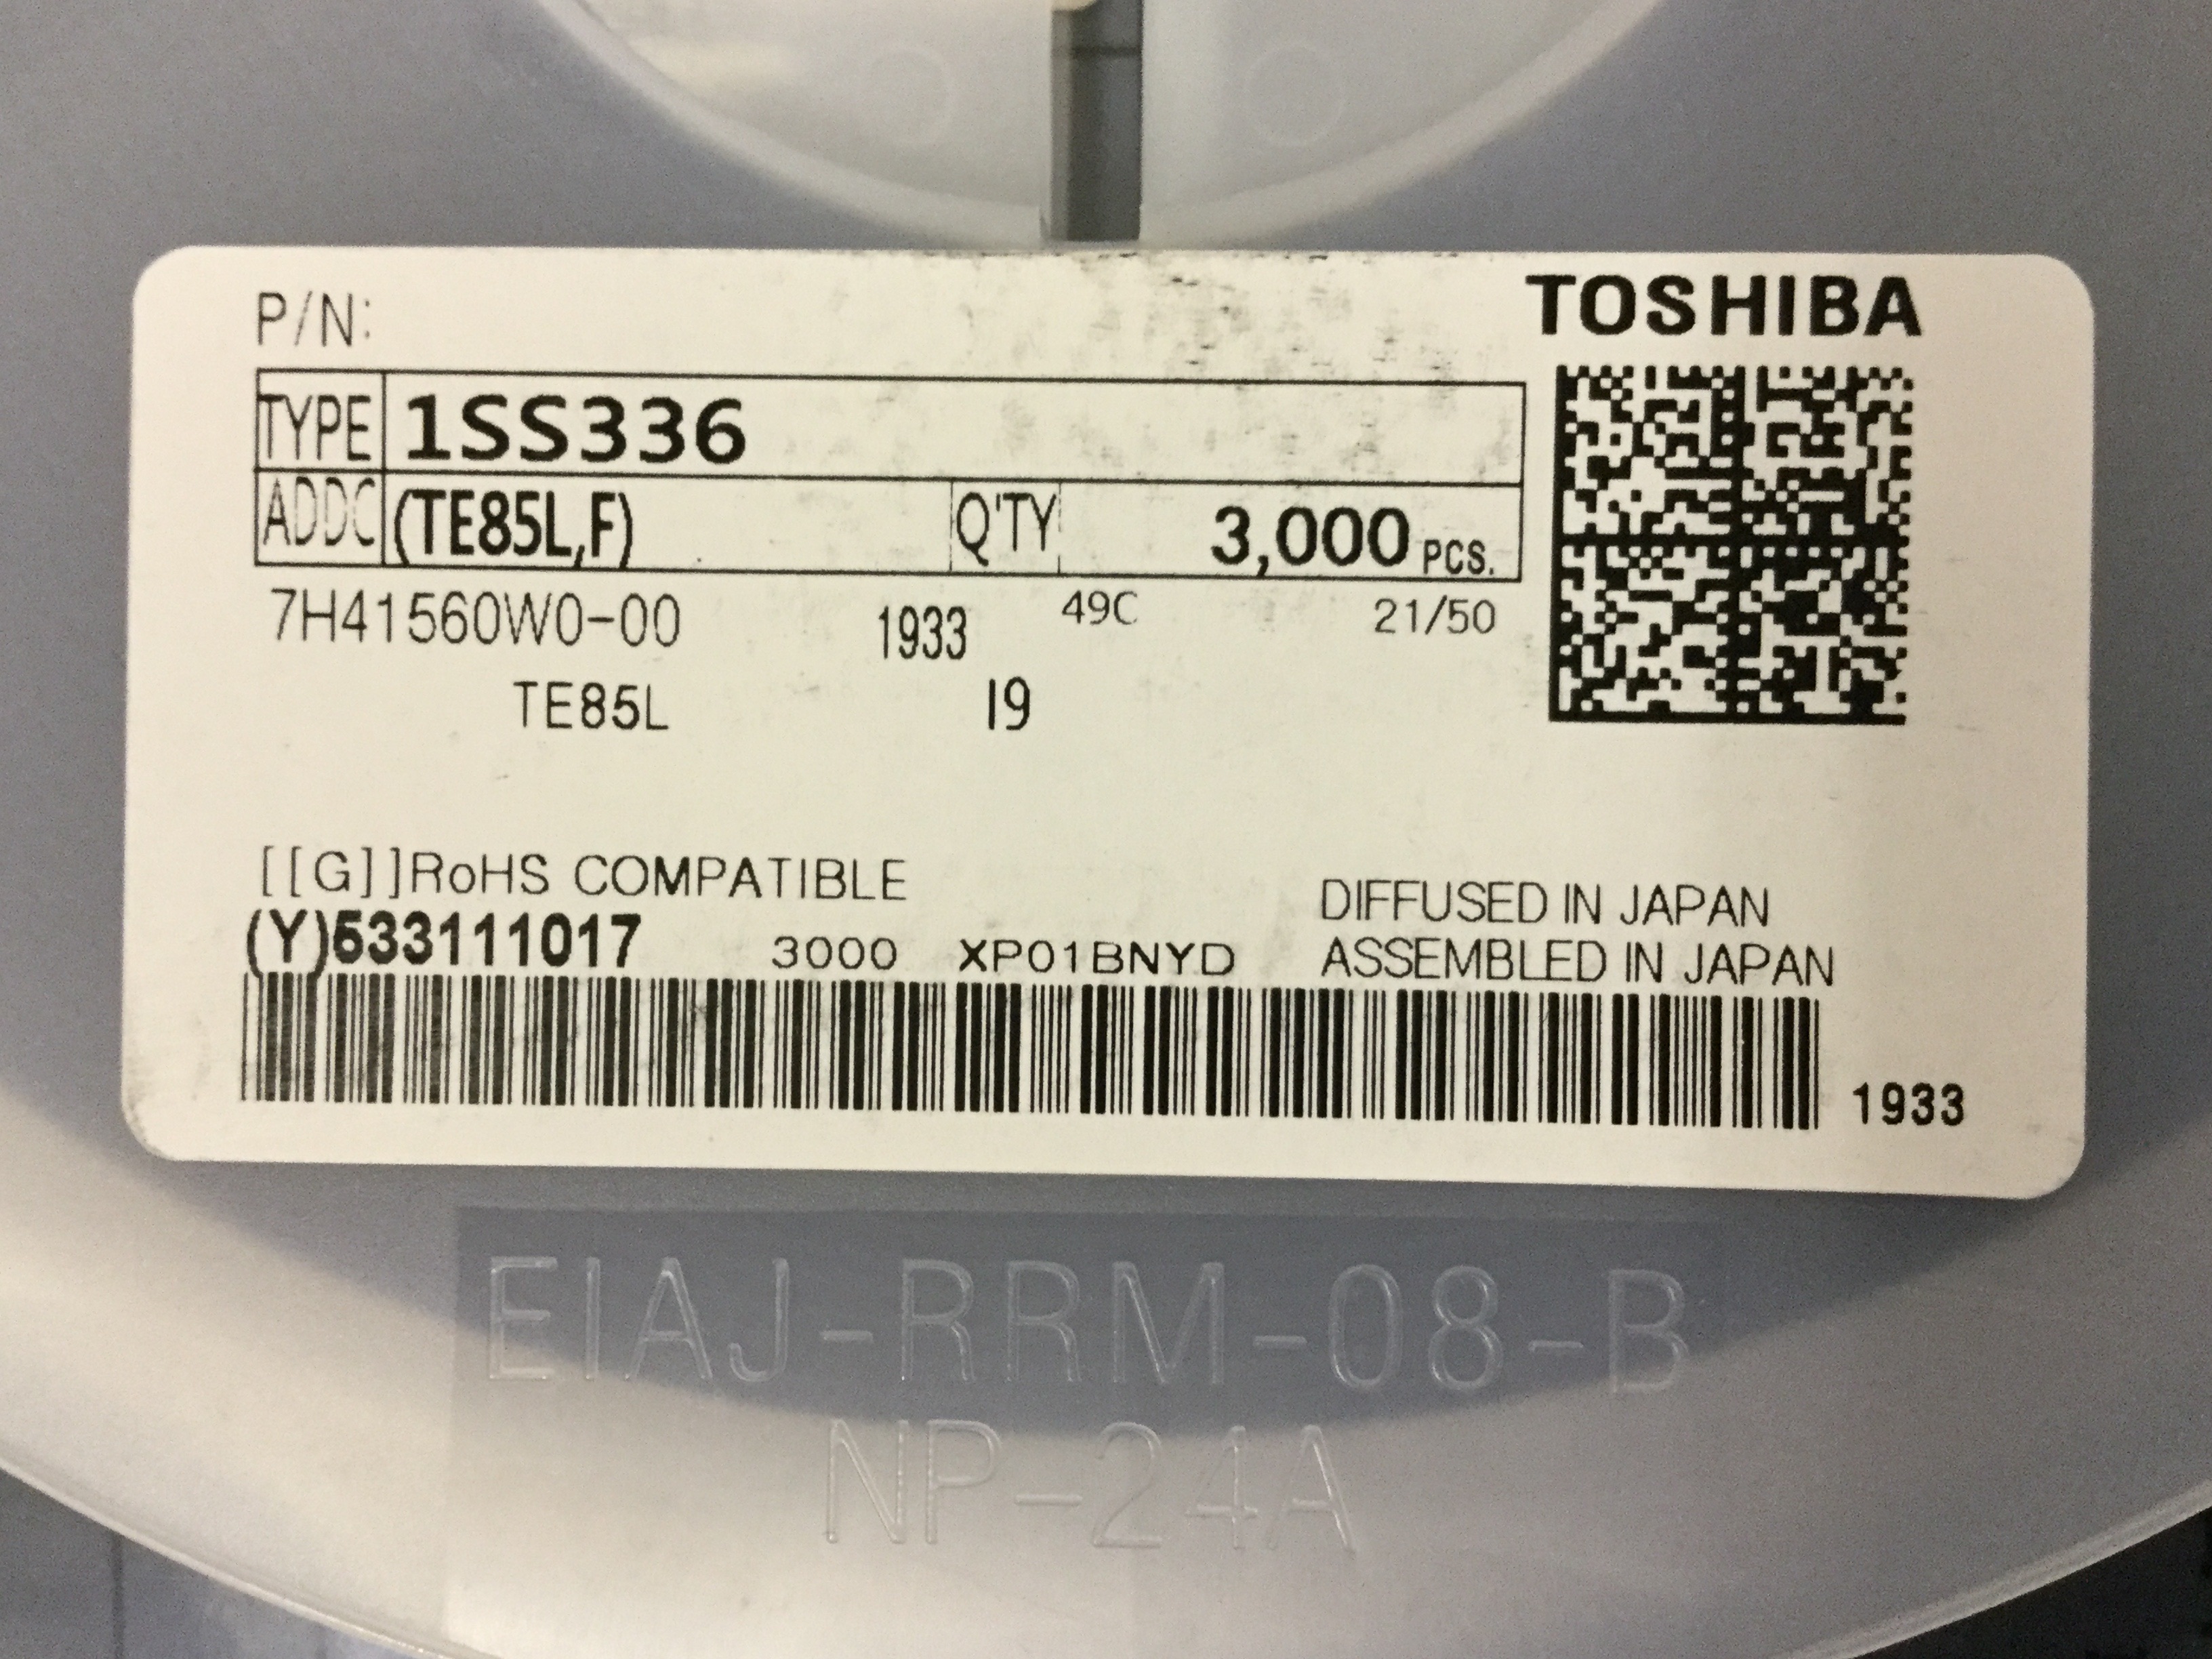 P/N:
TOSHIBA
TYPE 1SS336
ADDC (TE85L,F) Q'TY 3,000 PCS.
7H41560W0-00 1933 49C 21/50
TE85L I9
[[G]]RoHS COMPATIBLE
DIFFUSED IN JAPAN
(Y)533111017 3000 XP01BNYD ASSEMBLED IN JAPAN
1933
EIAJ-RRM-08-B
NP-24A